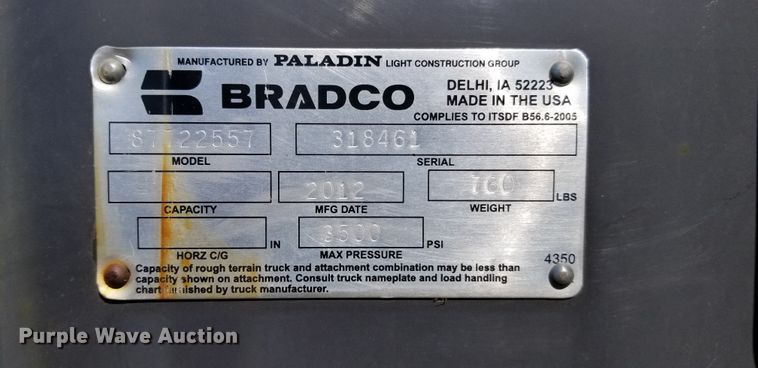 MANUFACTURED BY PALADIN LIGHT CONSTRUCTION GROUP
BRADCO
DELHI, IA 52223
MADE IN THE USA
COMPLIES TO ITSDF B56.6-2005
87722557 318461
MODEL SERIAL
2012
LBS
CAPACITY MFG DATE WEIGHT
3500
IN PSI
HORZ C/G MAX PRESSURE
4350
Capacity of rough terrain truck and attachment combination may be less than
capacity shown on attachment. Consult truck nameplate and load handling
chart by truck manufacturer.
Purple Wave Auction